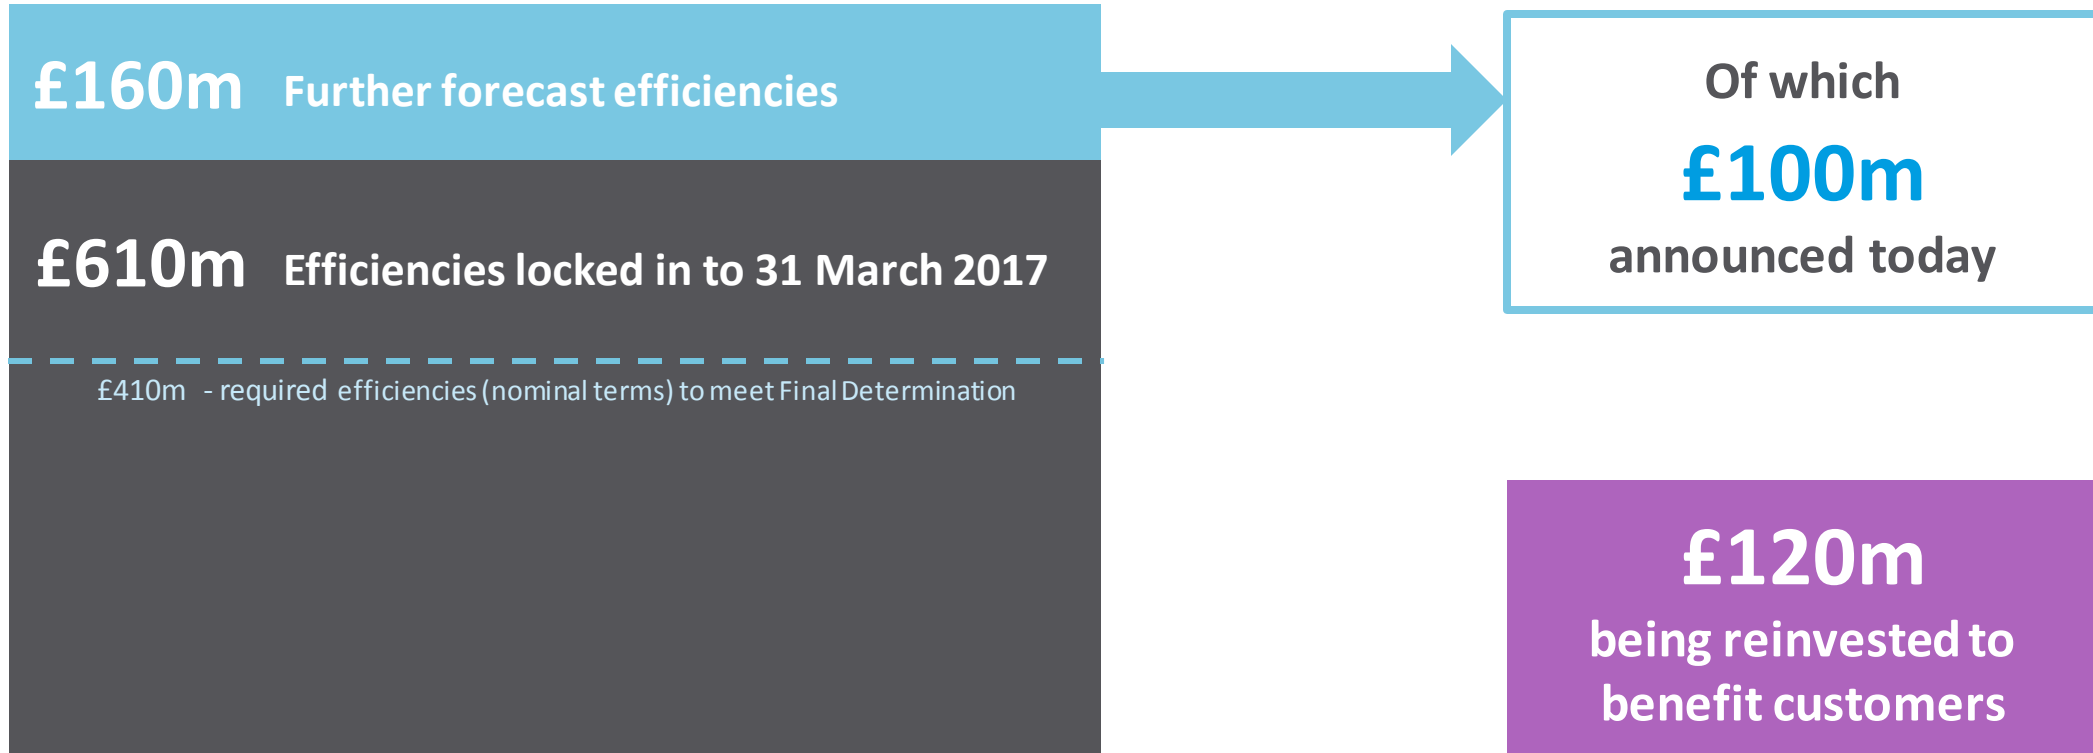 £160m Further forecast efficiencies
£610m Efficiencies locked in to 31 March 2017
£410m - required efficiencies (nominal terms) to meet Final Determination
Of which
£100m
announced today
£120m
being reinvested to
benefit customers